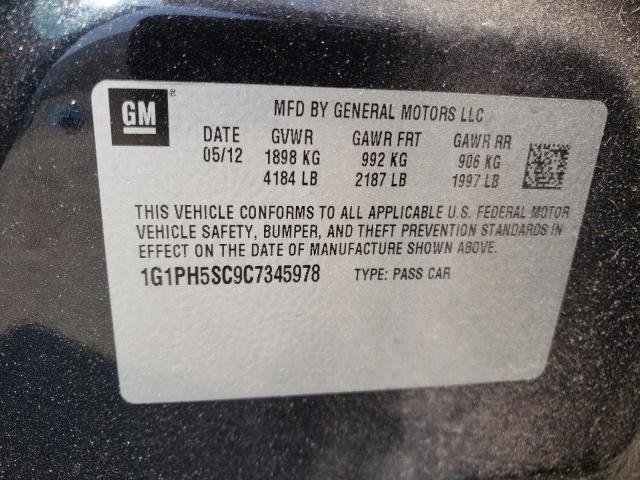 GM ® MFD BY GENERAL MOTORS LLC
DATE GVWR GAWR FRT GAWR RR
05/12 1898 KG 992 KG 906 KG
4184 LB 2187 LB 1997 LB
THIS VEHICLE CONFORMS TO ALL APPLICABLE U.S. FEDERAL MOTOR
VEHICLE SAFETY, BUMPER, AND THEFT PREVENTION STANDARDS IN
EFFECT ON THE DATE OF MANUFACTURE SHOWN ABOVE.
1G1PH5SC9C7345978 TYPE: PASS CAR